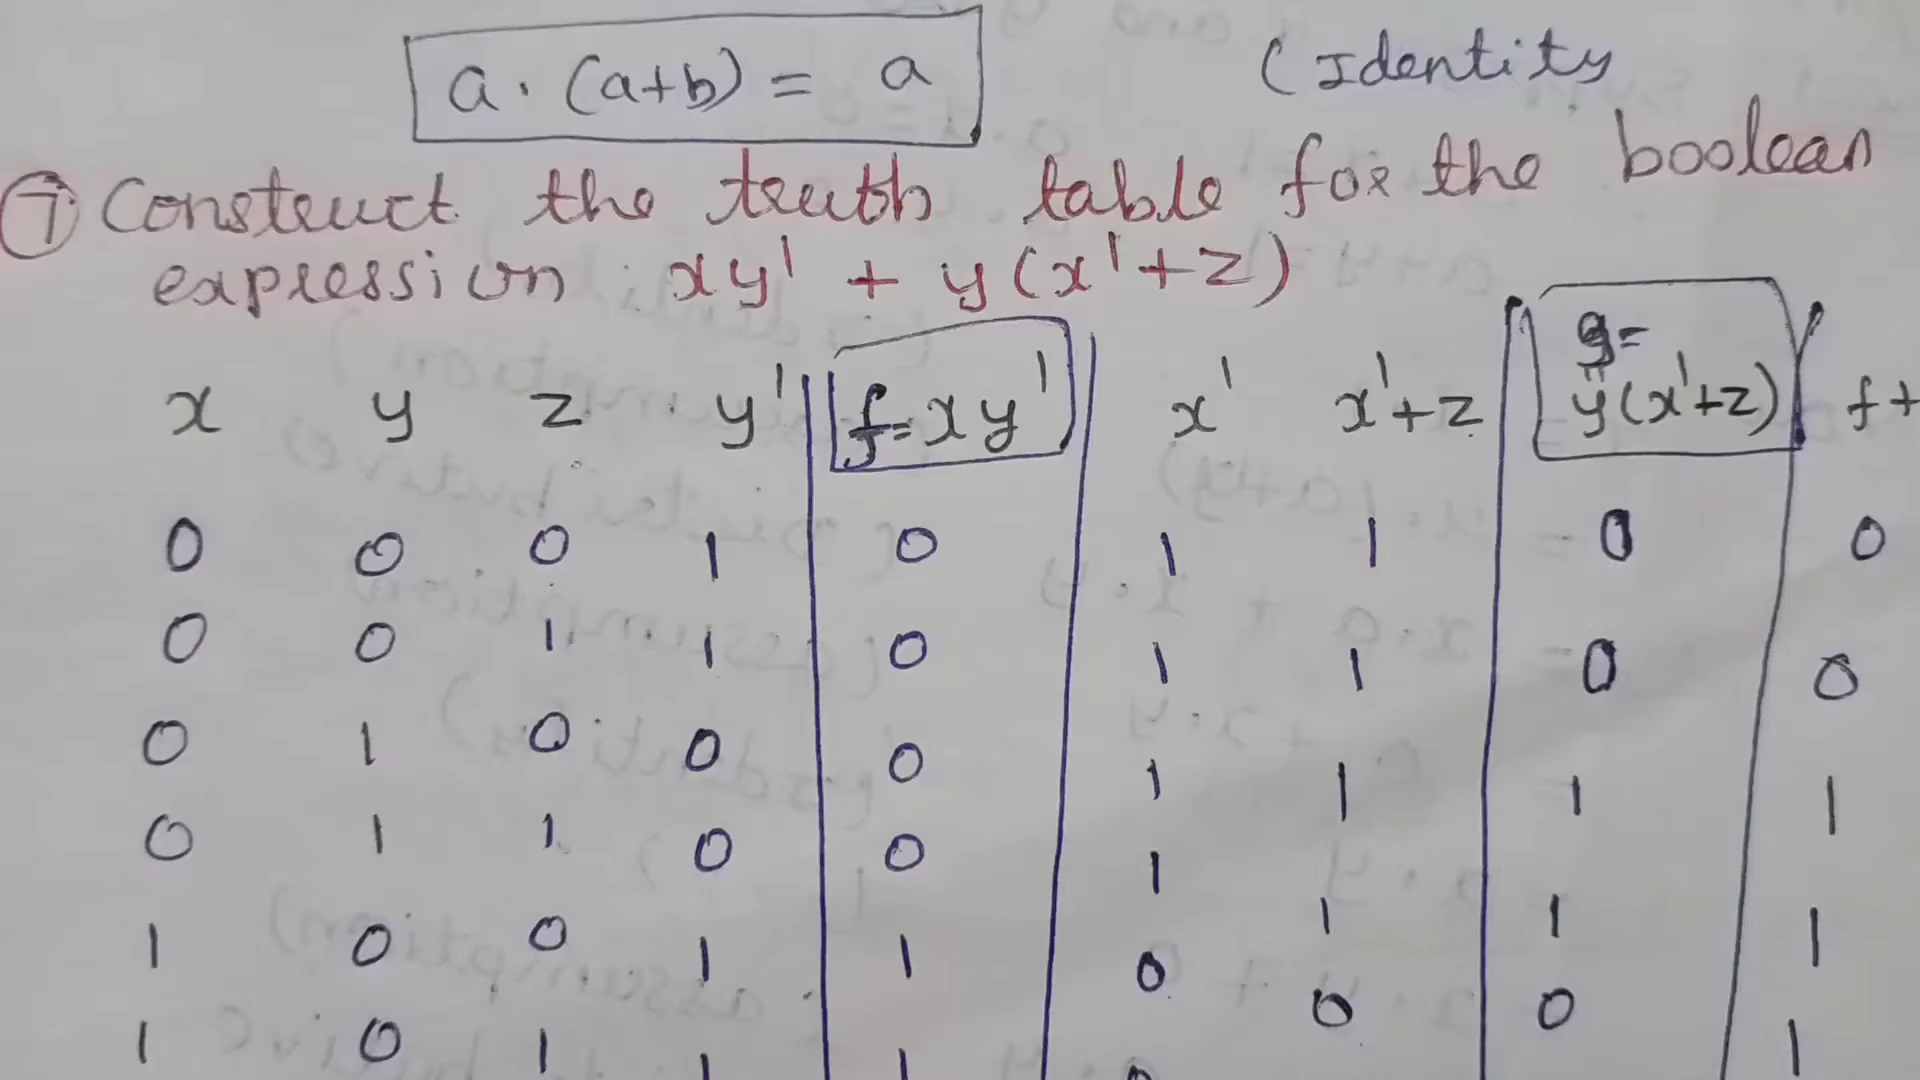 a · (a+b) = a
(Identity
7 Construct the truth table for the boolean
expression xy' + y(x'+z)
x y z y' f=xy' x' x'+z g= y(x'+z) f+
0 0 0 1 0 1 1 0 0
0 0 1 1 0 1 1 0 0
0 1 0 0 0 1 1 1 1
0 1 1 0 0 1 1 1 1
1 0 0 1 1 0 0 0 1
1 0 1 1 1 0 1